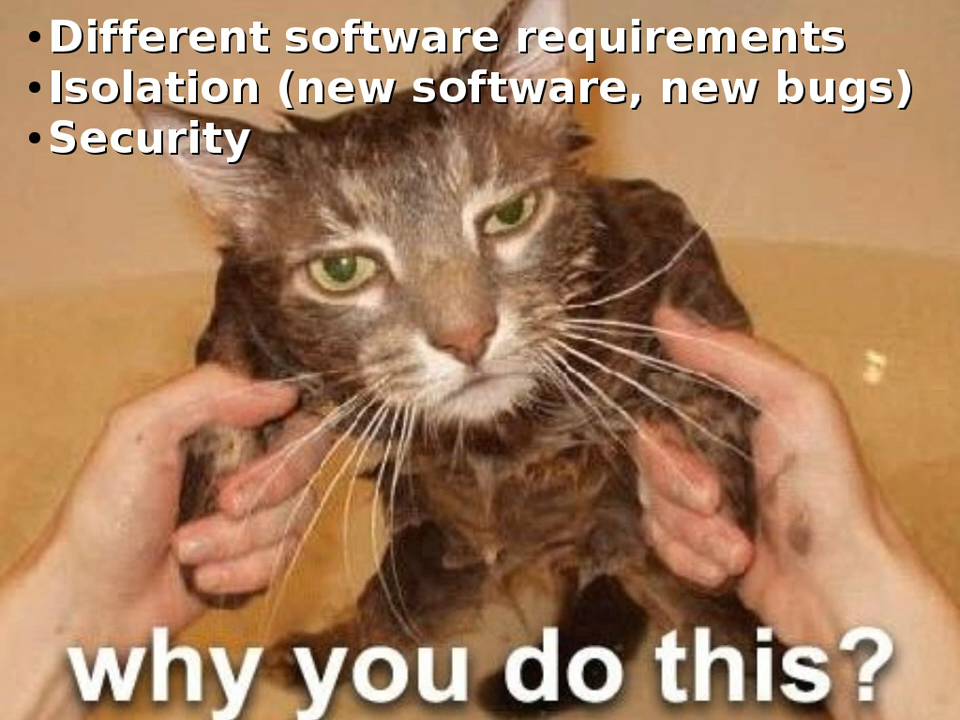 •Different software requirements
•Isolation (new software, new bugs)
•Security
why you do this?